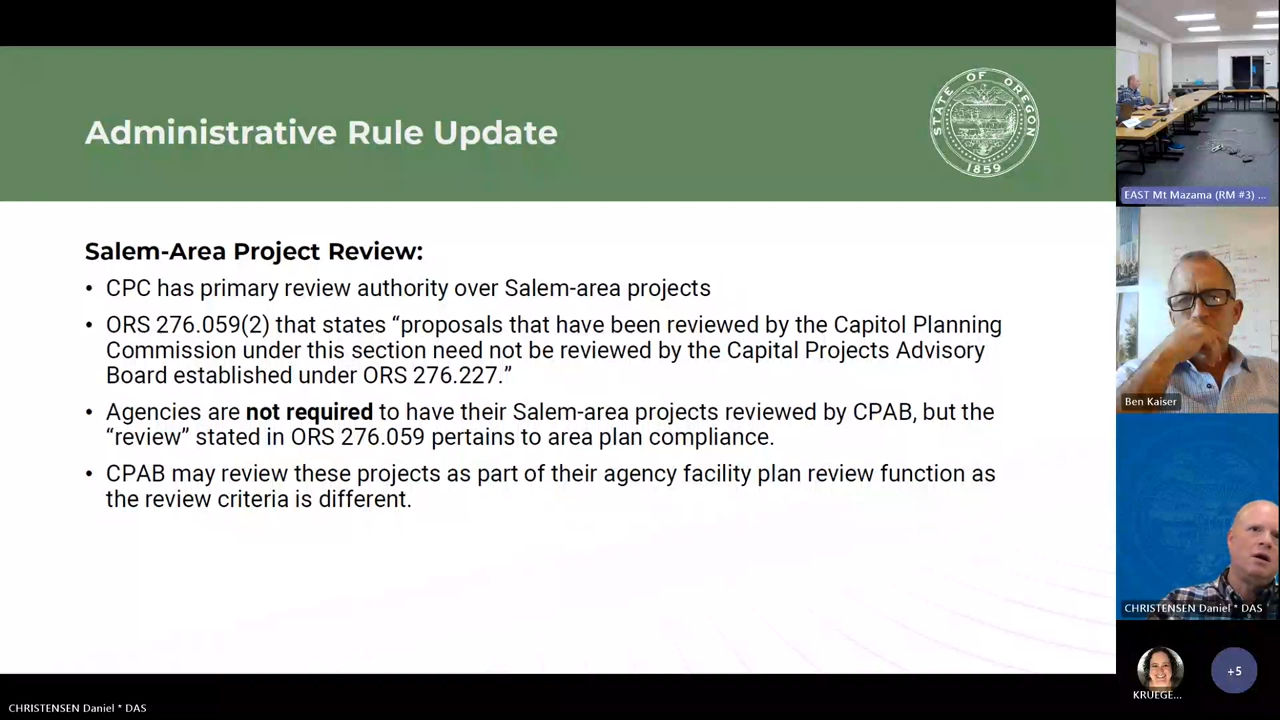 Administrative Rule Update
STATE OF OREGON
1859
Salem-Area Project Review:
• CPC has primary review authority over Salem-area projects
• ORS 276.059(2) that states “proposals that have been reviewed by the Capitol Planning
Commission under this section need not be reviewed by the Capital Projects Advisory
Board established under ORS 276.227.”
• Agencies are not required to have their Salem-area projects reviewed by CPAB, but the
“review” stated in ORS 276.059 pertains to area plan compliance.
• CPAB may review these projects as part of their agency facility plan review function as
the review criteria is different.
EAST Mt Mazama (RM #3) ...
Ben Kaiser
CHRISTENSEN Daniel * DAS
KRUEGE...
+5
CHRISTENSEN Daniel * DAS